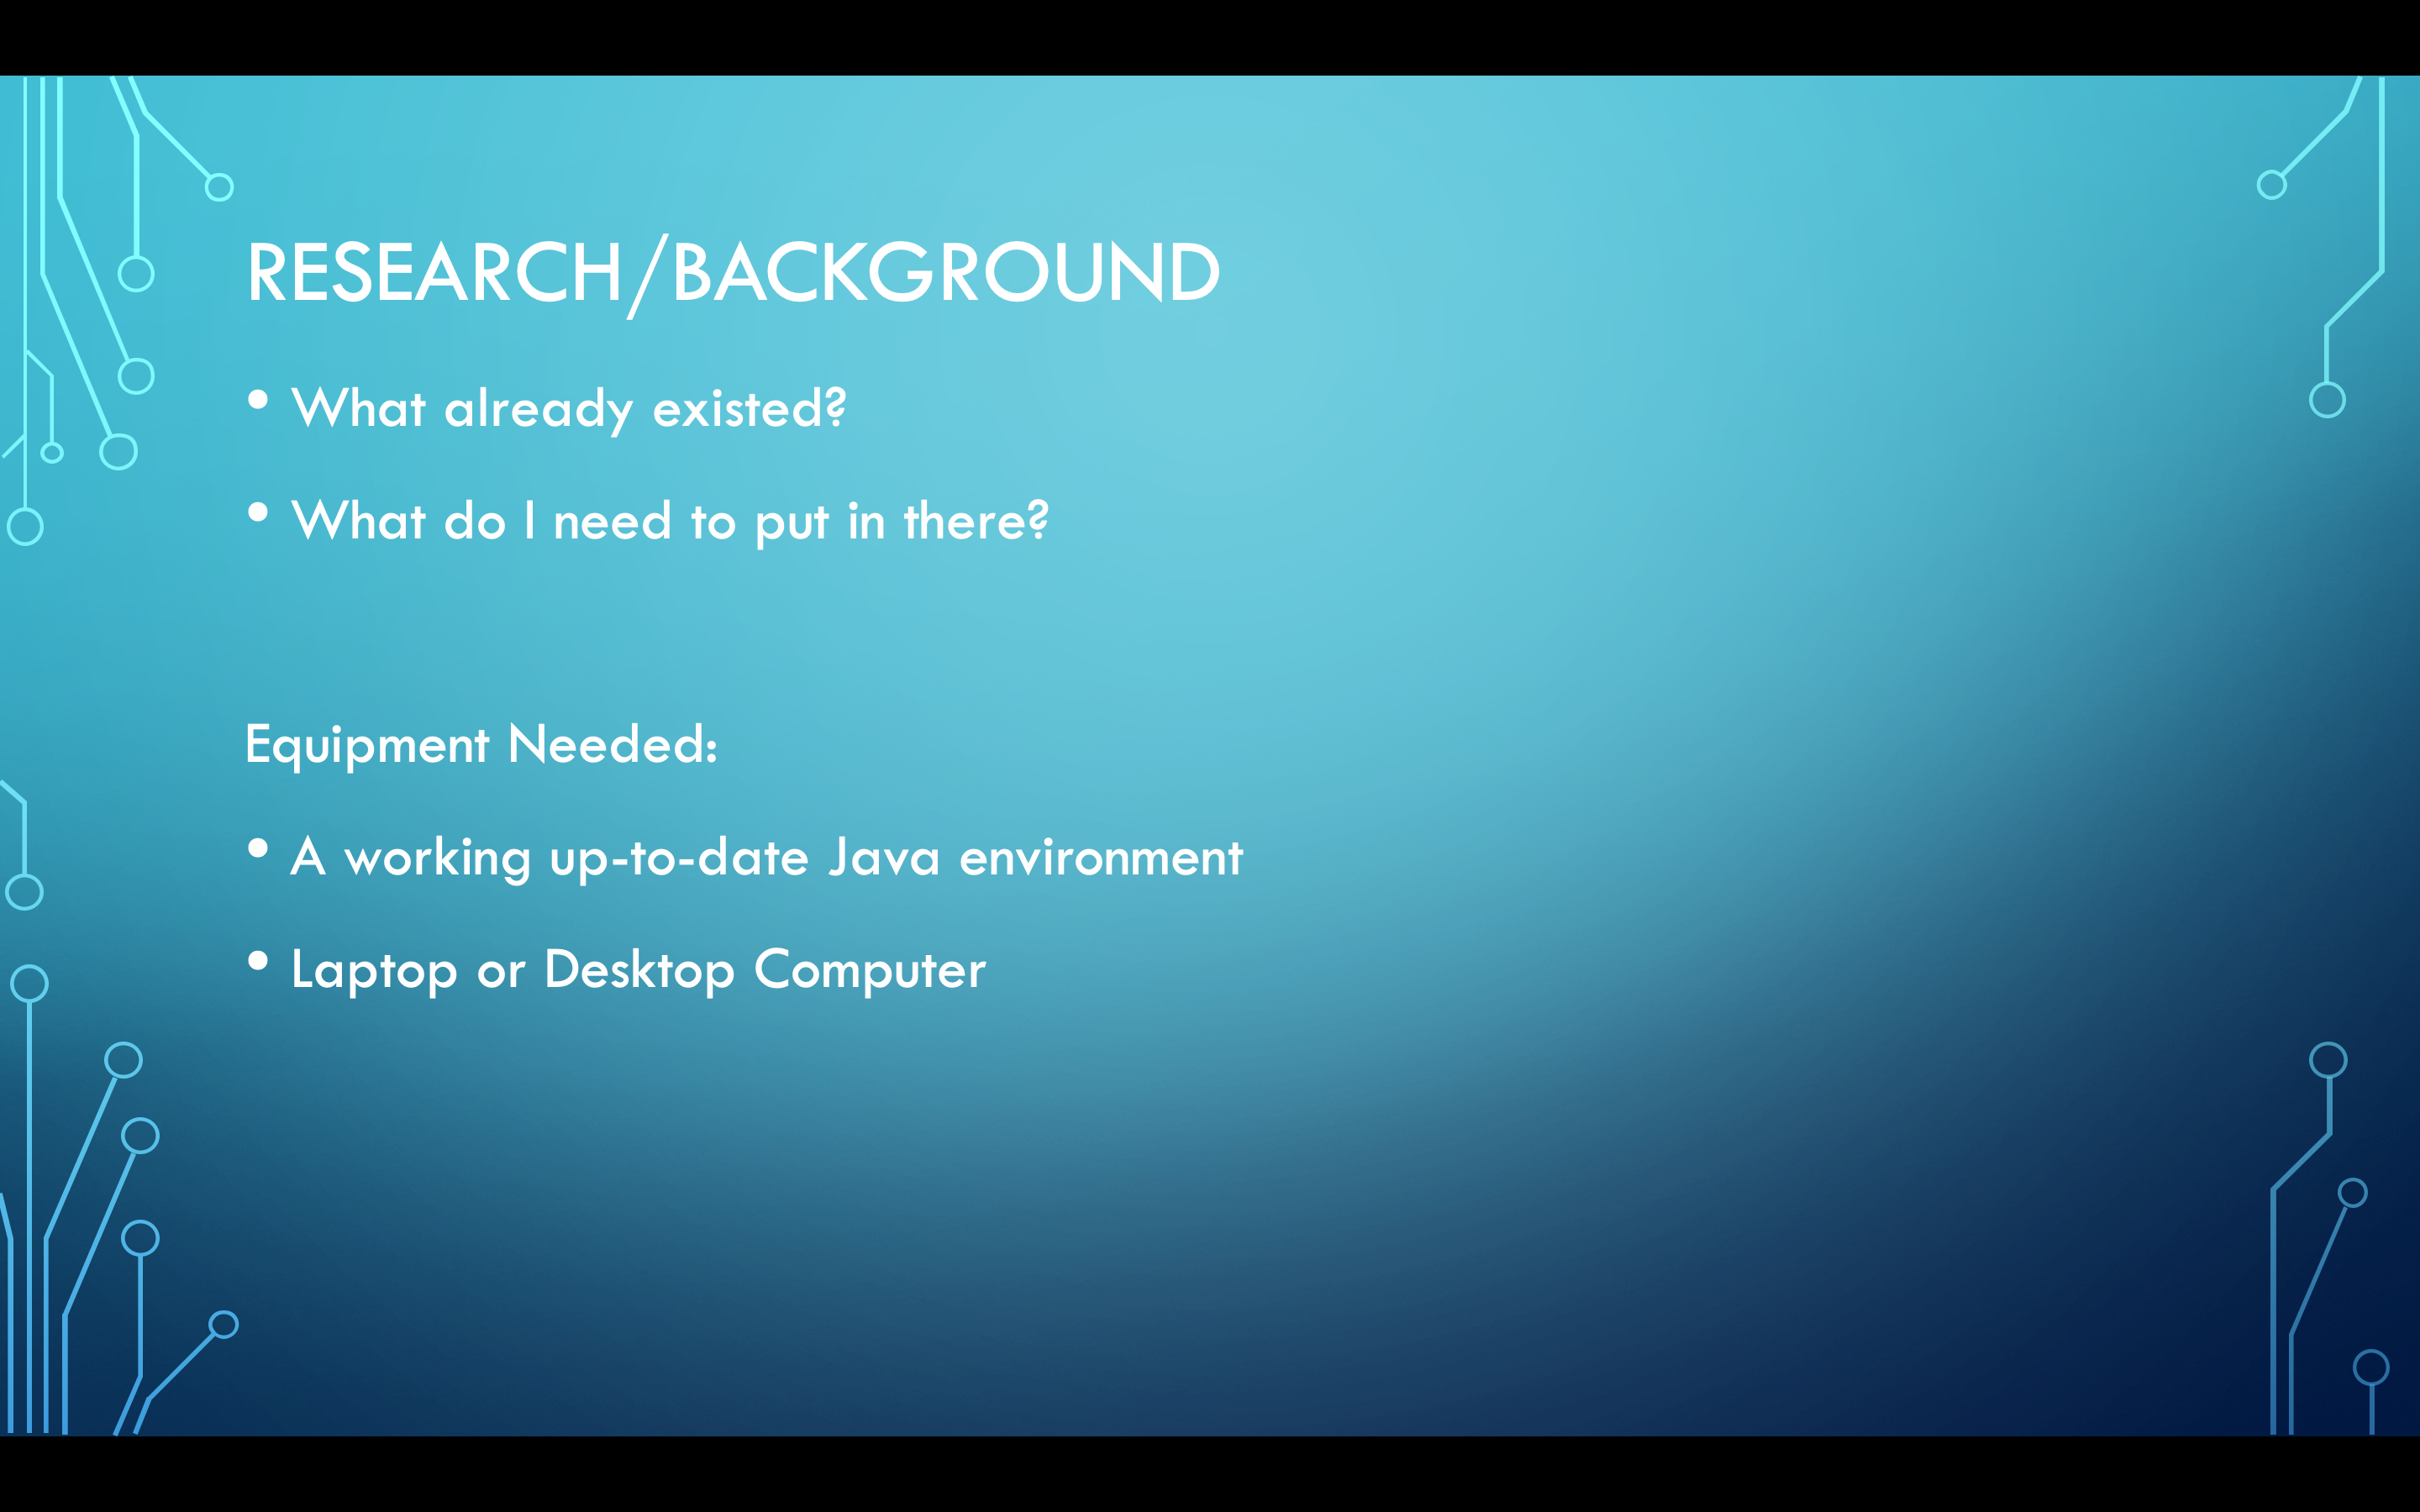 RESEARCH/BACKGROUND
• What already existed?
• What do I need to put in there?
Equipment Needed:
• A working up-to-date Java environment
• Laptop or Desktop Computer